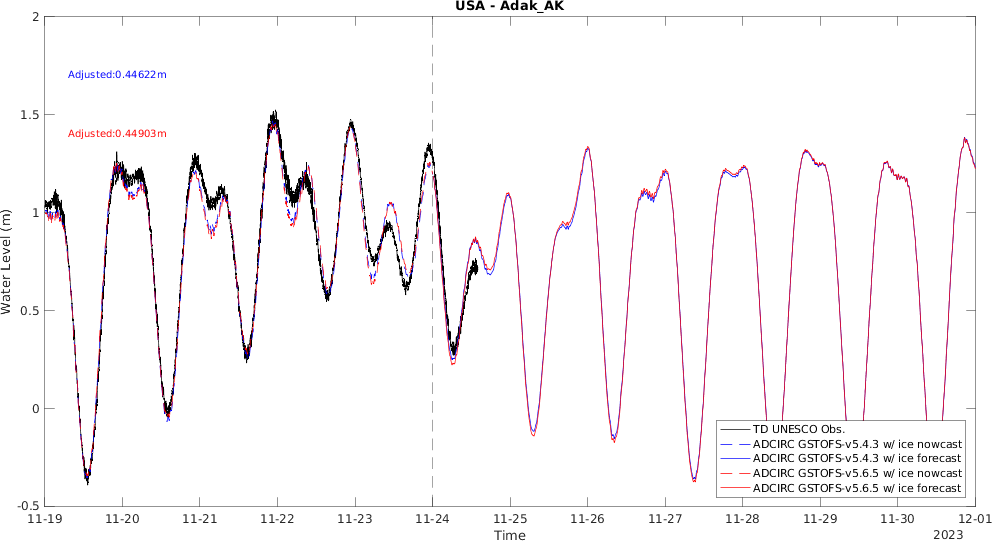 USA - Adak_AK
Adjusted:0.44622m
Adjusted:0.44903m
Water Level (m)
2
1.5
1
0.5
0
-0.5
TD UNESCO Obs.
ADCIRC GSTOFS-v5.4.3 w/ ice nowcast
ADCIRC GSTOFS-v5.4.3 w/ ice forecast
ADCIRC GSTOFS-v5.6.5 w/ ice nowcast
ADCIRC GSTOFS-v5.6.5 w/ ice forecast
11-19 11-20 11-21 11-22 11-23 11-24 11-25 11-26 11-27 11-28 11-29 11-30 12-01
Time
2023